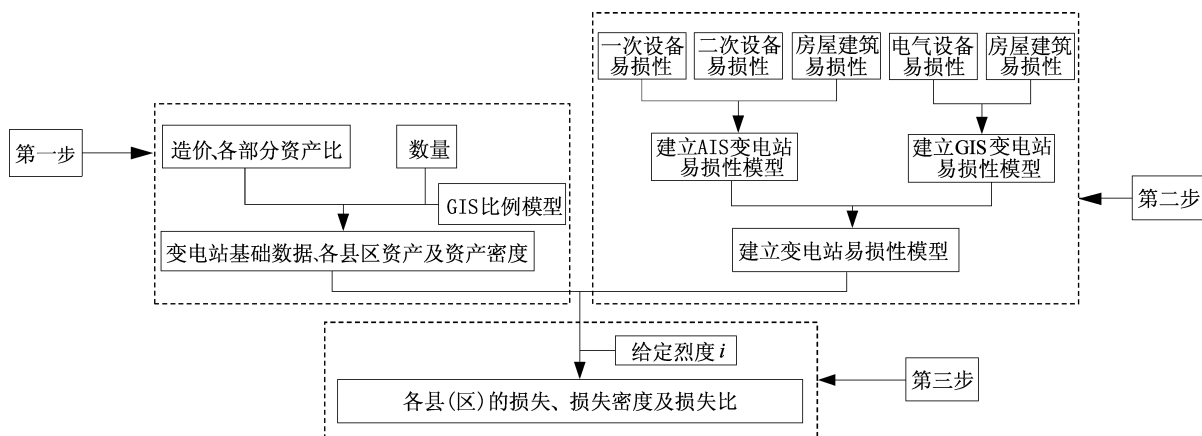 第一步
造价、各部分资产比
数量
GIS比例模型
变电站基础数据、各县区资产及资产密度
一次设备
易损性
二次设备
易损性
房屋建筑
易损性
电气设备
易损性
房屋建筑
易损性
建立AIS变电站
易损性模型
建立GIS变电站
易损性模型
建立变电站易损性模型
第二步
给定烈度i
各县(区)的损失、损失密度及损失比
第三步